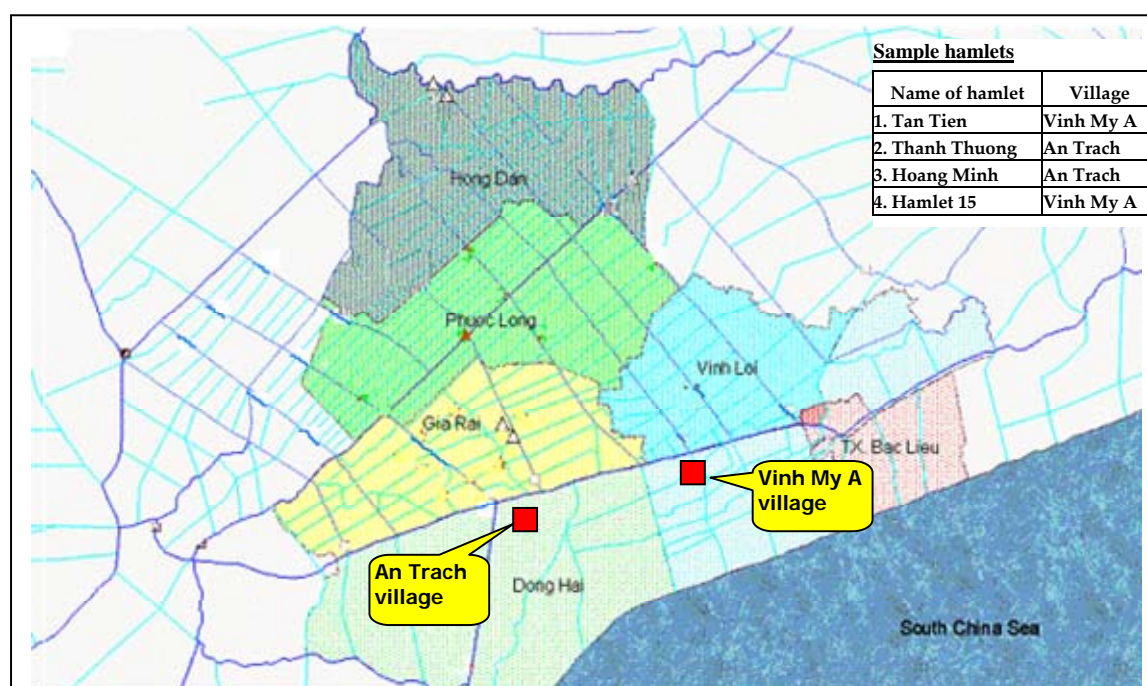 Sample hamlets
Name of hamlet Village
1. Tan Tien Vinh My A
2. Thanh Thuong An Trach
3. Hoang Minh An Trach
4. Hamlet 15 Vinh My A
Hong Dan
Phuoc Long
Vinh Loi
Gia Rai
TX. Bac Lieu
Vinh My A
village
An Trach
village
Dong Hai
South China Sea